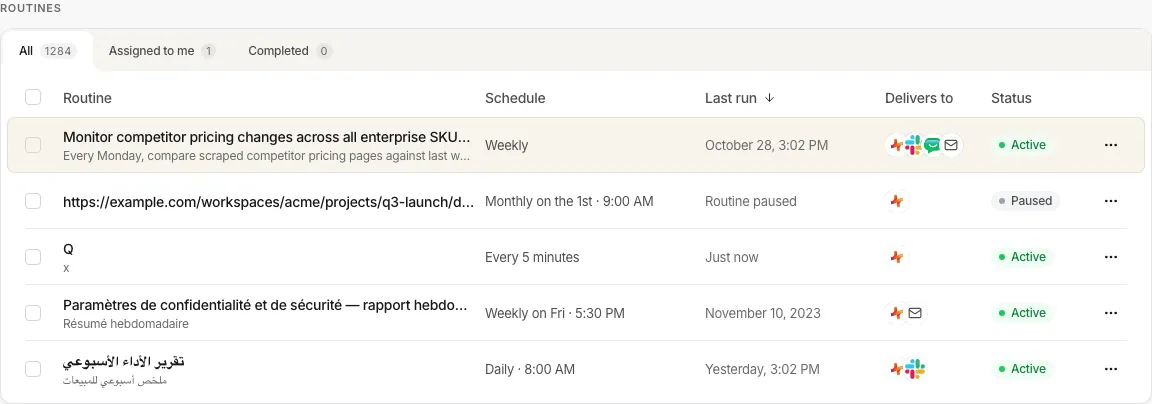 ROUTINES
All 1284 Assigned to me 1 Completed 0
Routine Schedule Last run ↓ Delivers to Status
Monitor competitor pricing changes across all enterprise SKU…
Every Monday, compare scraped competitor pricing pages against last w…
Weekly October 28, 3:02 PM Active
https://example.com/workspaces/acme/projects/q3-launch/d… Monthly on the 1st · 9:00 AM Routine paused Paused
Q
x
Every 5 minutes Just now Active
Paramètres de confidentialité et de sécurité — rapport hebdo…
Résumé hebdomadaire
Weekly on Fri · 5:30 PM November 10, 2023 Active
تقرير الأداء الأسبوعي
ملخص أسبوعي للمبيعات
Daily · 8:00 AM Yesterday, 3:02 PM Active